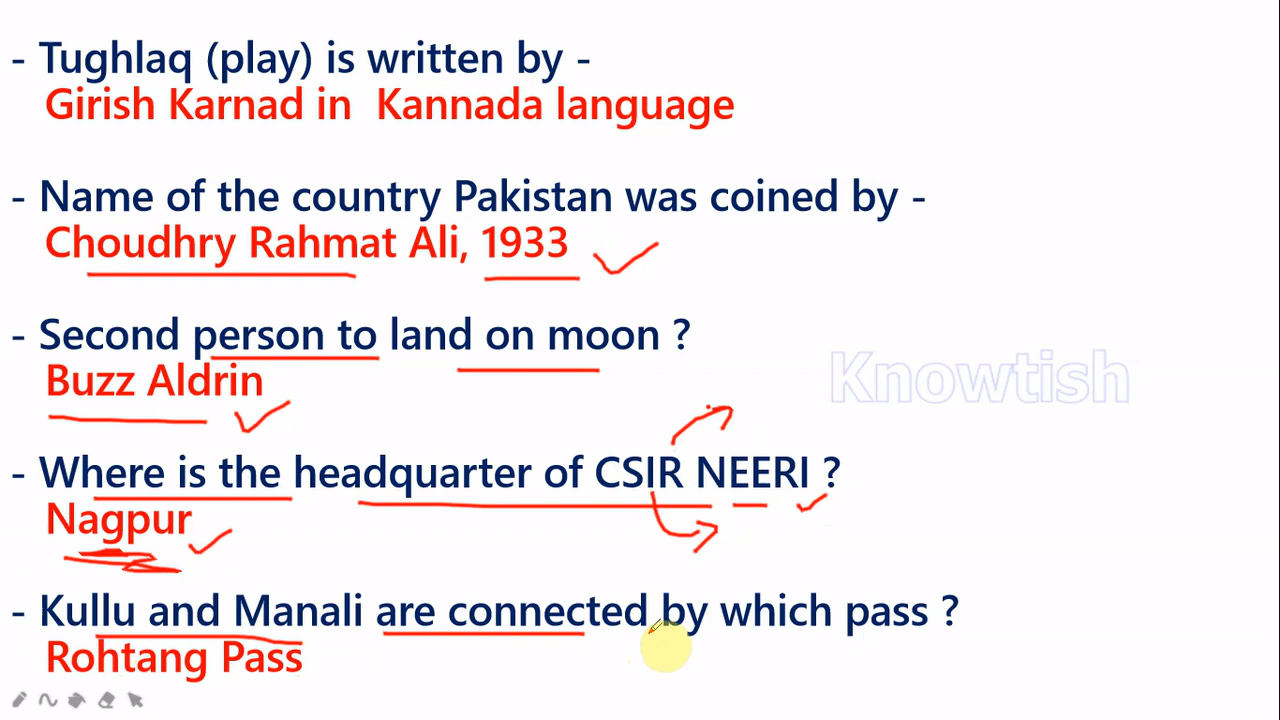 - Tughlaq (play) is written by -
Girish Karnad in Kannada language
- Name of the country Pakistan was coined by -
Choudhry Rahmat Ali, 1933
- Second person to land on moon ?
Buzz Aldrin
Knowtish
- Where is the headquarter of CSIR NEERI ?
Nagpur
- Kullu and Manali are connected by which pass ?
Rohtang Pass